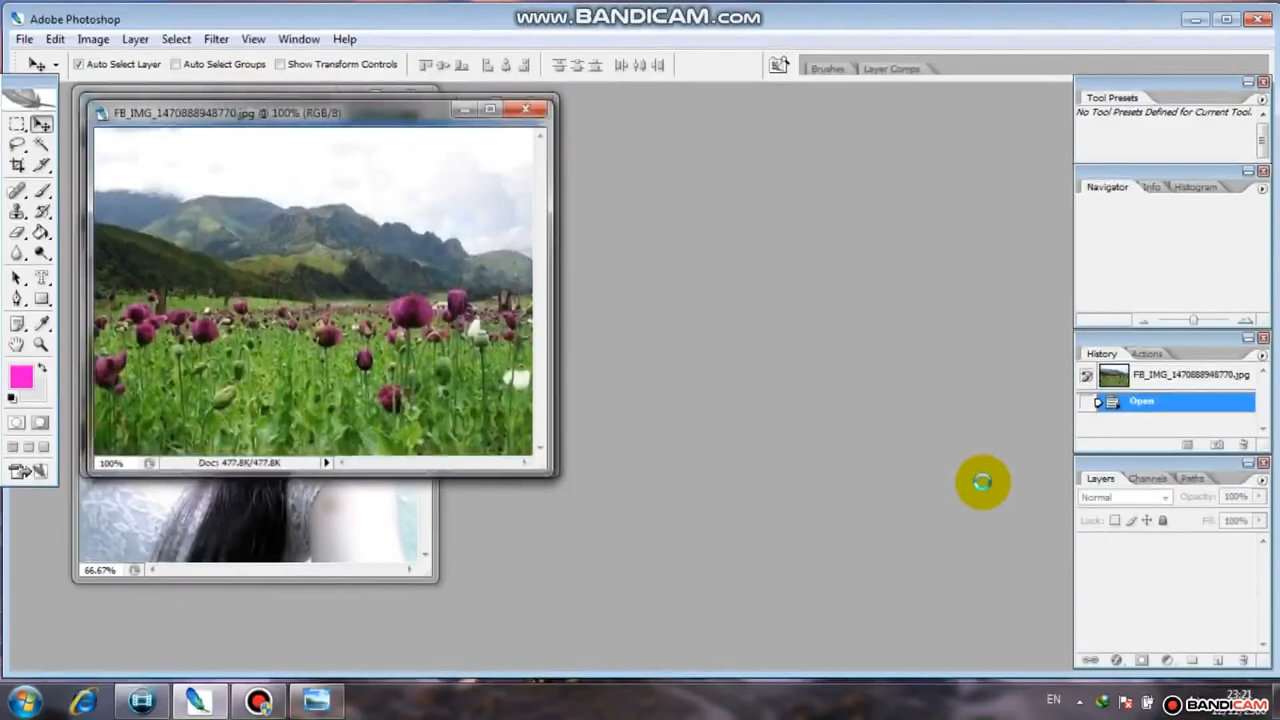 www.BANDICAM.com
Adobe Photoshop
File Edit Image Layer Select Filter View Window Help
Auto Select Layer Auto Select Groups Show Transform Controls
Brushes Layer Comps
Tool Presets
No Tool Presets Defined for Current Tool.
FB_IMG_1470888948770.jpg @ 100% (RGB/8)
Navigator Info Histogram
History Actions
FB_IMG_1470888948770.jpg
Open
100% Doc: 477.8K/477.8K
Layers Channels Paths
Normal Opacity: 100%
Lock: Fill: 100%
66.67%
EN 23:21
BANDICAM